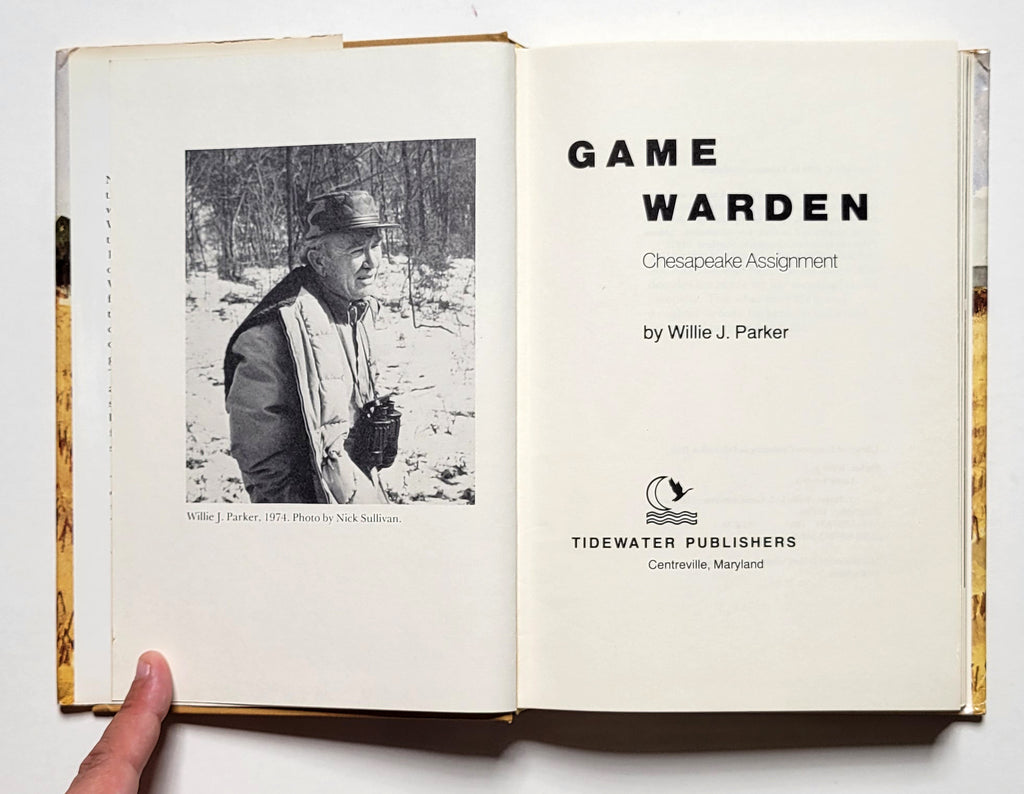 Willie J. Parker, 1974. Photo by Nick Sullivan.
GAME
WARDEN
Chesapeake Assignment
by Willie J. Parker
TIDEWATER PUBLISHERS
Centreville, Maryland